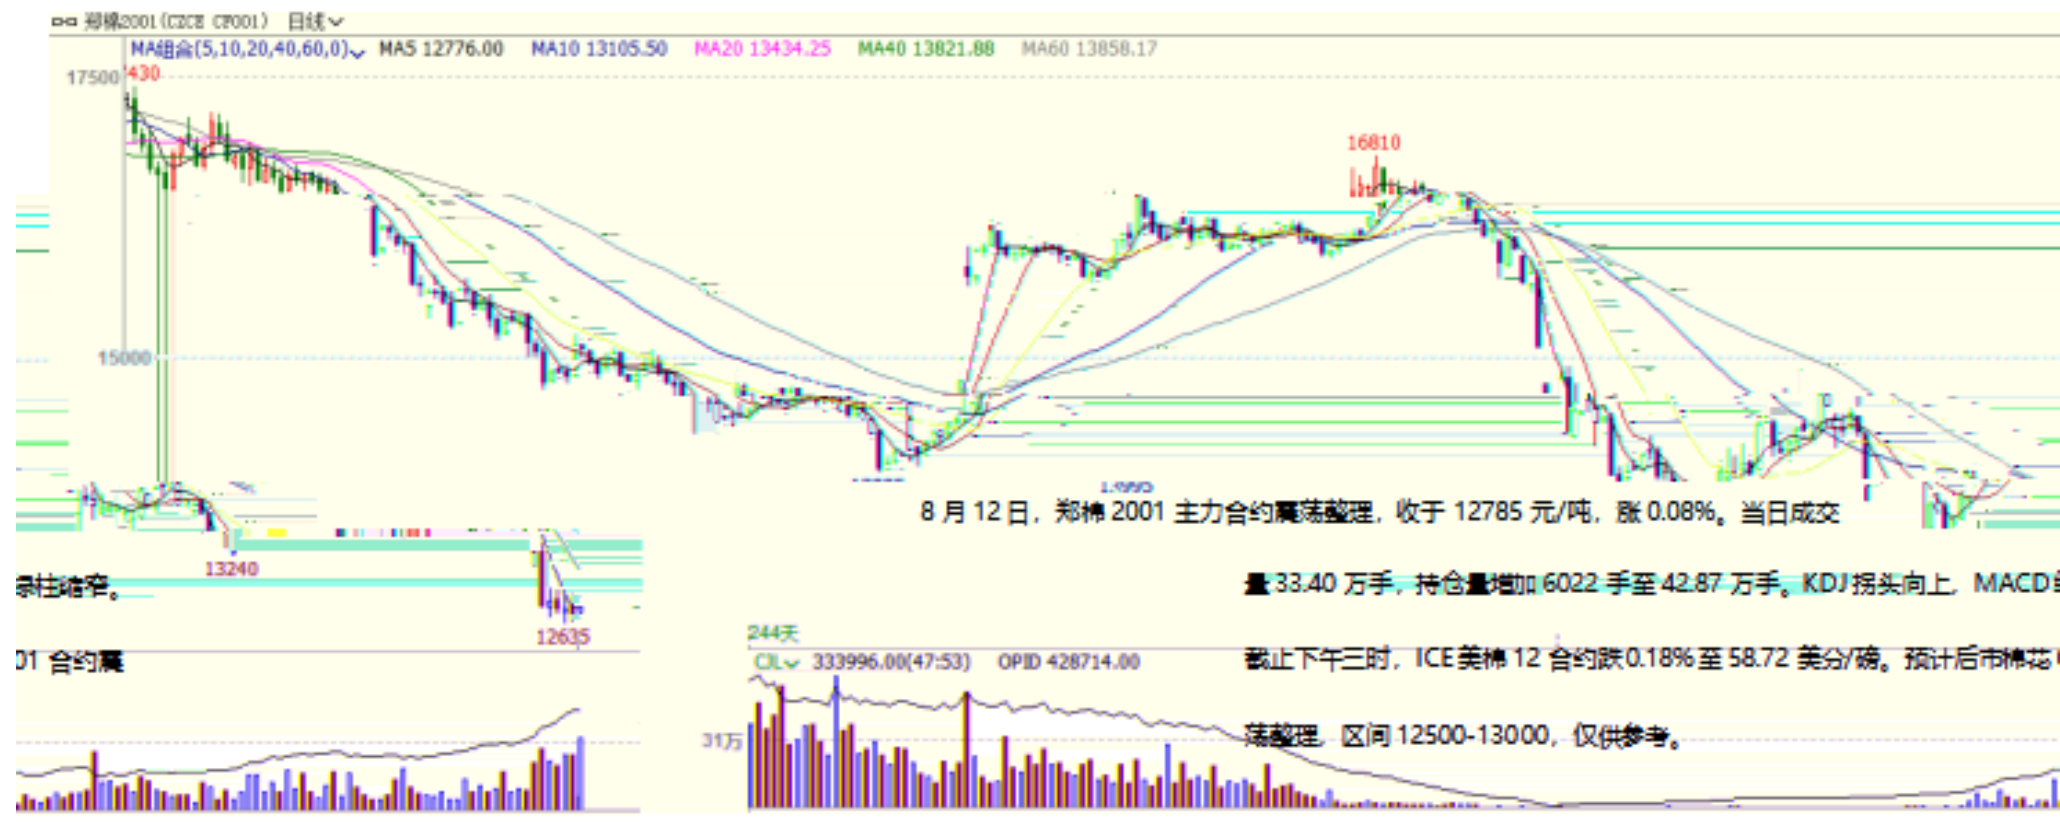 郑棉2001(CZCE CF001) 日线
MA组合(5,10,20,40,60,0) MA5 12776.00 MA10 13105.50 MA20 13434.25 MA40 13821.88 MA60 13858.17
17500 430
16810
15000
8 月 12 日，郑棉 2001 主力合约震荡整理，收于 12785 元/吨，涨 0.08%。当日成交
13240
量 33.40 万手，持仓量增加 6022 手至 42.87 万手。KDJ 拐头向上，MACD
绿柱缩窄。
12635
244天
CJL 333996.00(47:53) OPID 428714.00
截止下午三时，ICE 美棉 12 合约跌 0.18%至 58.72 美分/磅。预计后市棉花
01 合约震
31万
荡整理，区间 12500-13000，仅供参考。